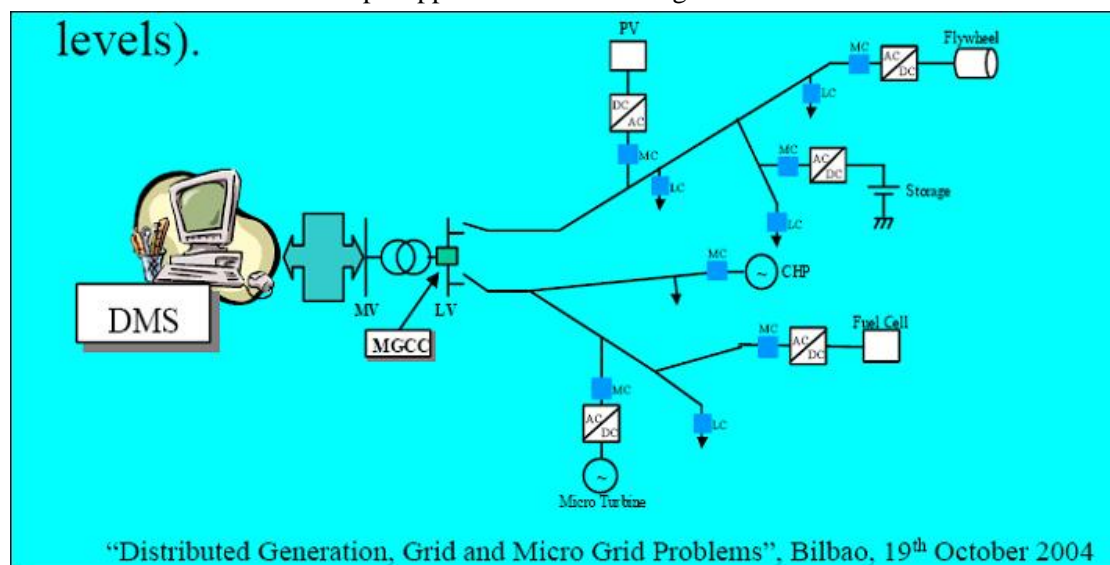 levels).
PV
Flywheel
MC
AC
DC
LC
DC
AC
MC
LC
MC
AC
DC
Storage
LC
MC
~
CHP
DMS
MV
LV
MGCC
MC
Fuel Cell
AC
DC
MC
LC
AC
DC
~
Micro Turbine
“Distributed Generation, Grid and Micro Grid Problems”, Bilbao, 19th October 2004